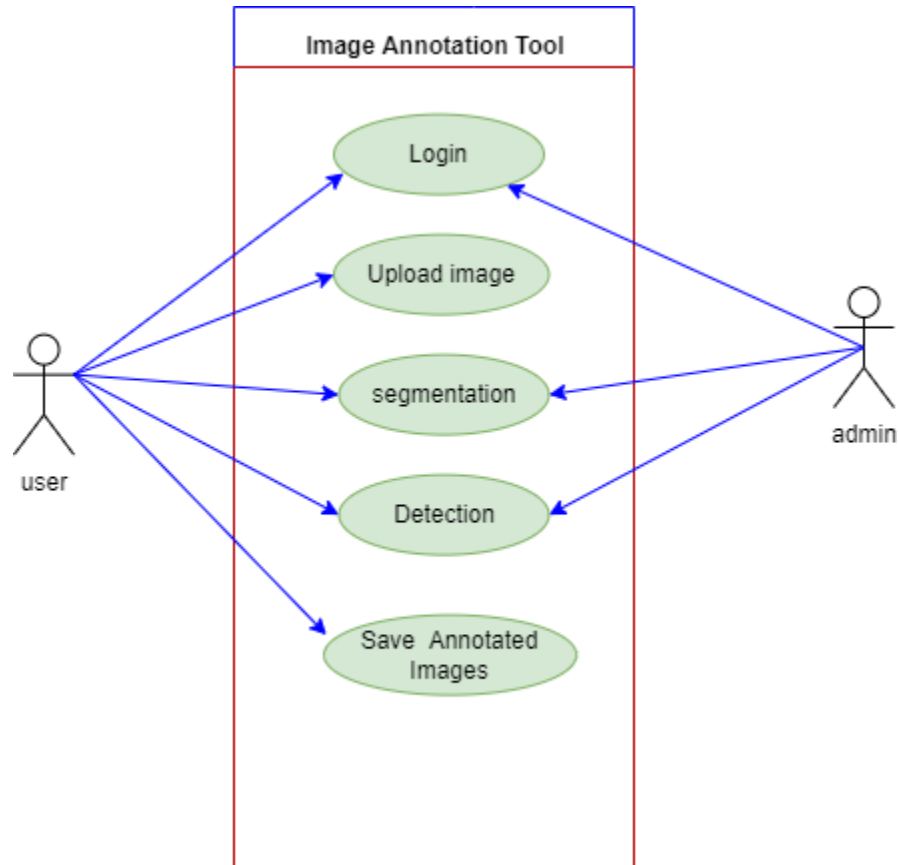 Image Annotation Tool
Login
Upload image
segmentation
admin
Detection
user
Save Annotated
Images